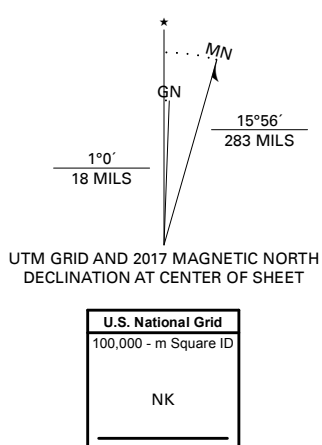 ★
MN
GN
15°56´
283 MILS
1°0´
18 MILS
UTM GRID AND 2017 MAGNETIC NORTH
DECLINATION AT CENTER OF SHEET
U.S. National Grid
100,000 - m Square ID
NK